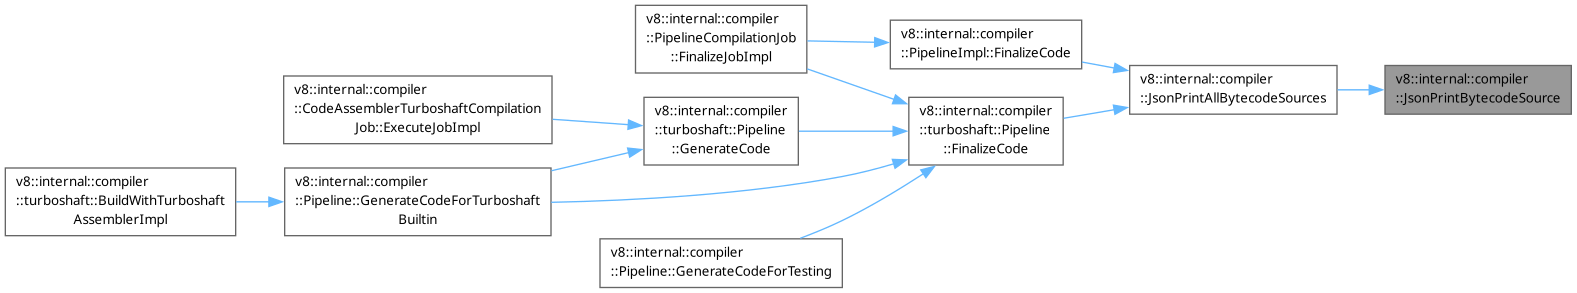 v8::internal::compiler
::PipelineCompilationJob
::FinalizeJobImpl
v8::internal::compiler
::PipelineImpl::FinalizeCode
v8::internal::compiler
::JsonPrintAllBytecodeSources
v8::internal::compiler
::JsonPrintBytecodeSource
v8::internal::compiler
::CodeAssemblerTurboshaftCompilation
Job::ExecuteJobImpl
v8::internal::compiler
::turboshaft::Pipeline
::GenerateCode
v8::internal::compiler
::turboshaft::Pipeline
::FinalizeCode
v8::internal::compiler
::turboshaft::BuildWithTurboshaft
AssemblerImpl
v8::internal::compiler
::Pipeline::GenerateCodeForTurboshaft
Builtin
v8::internal::compiler
::Pipeline::GenerateCodeForTesting